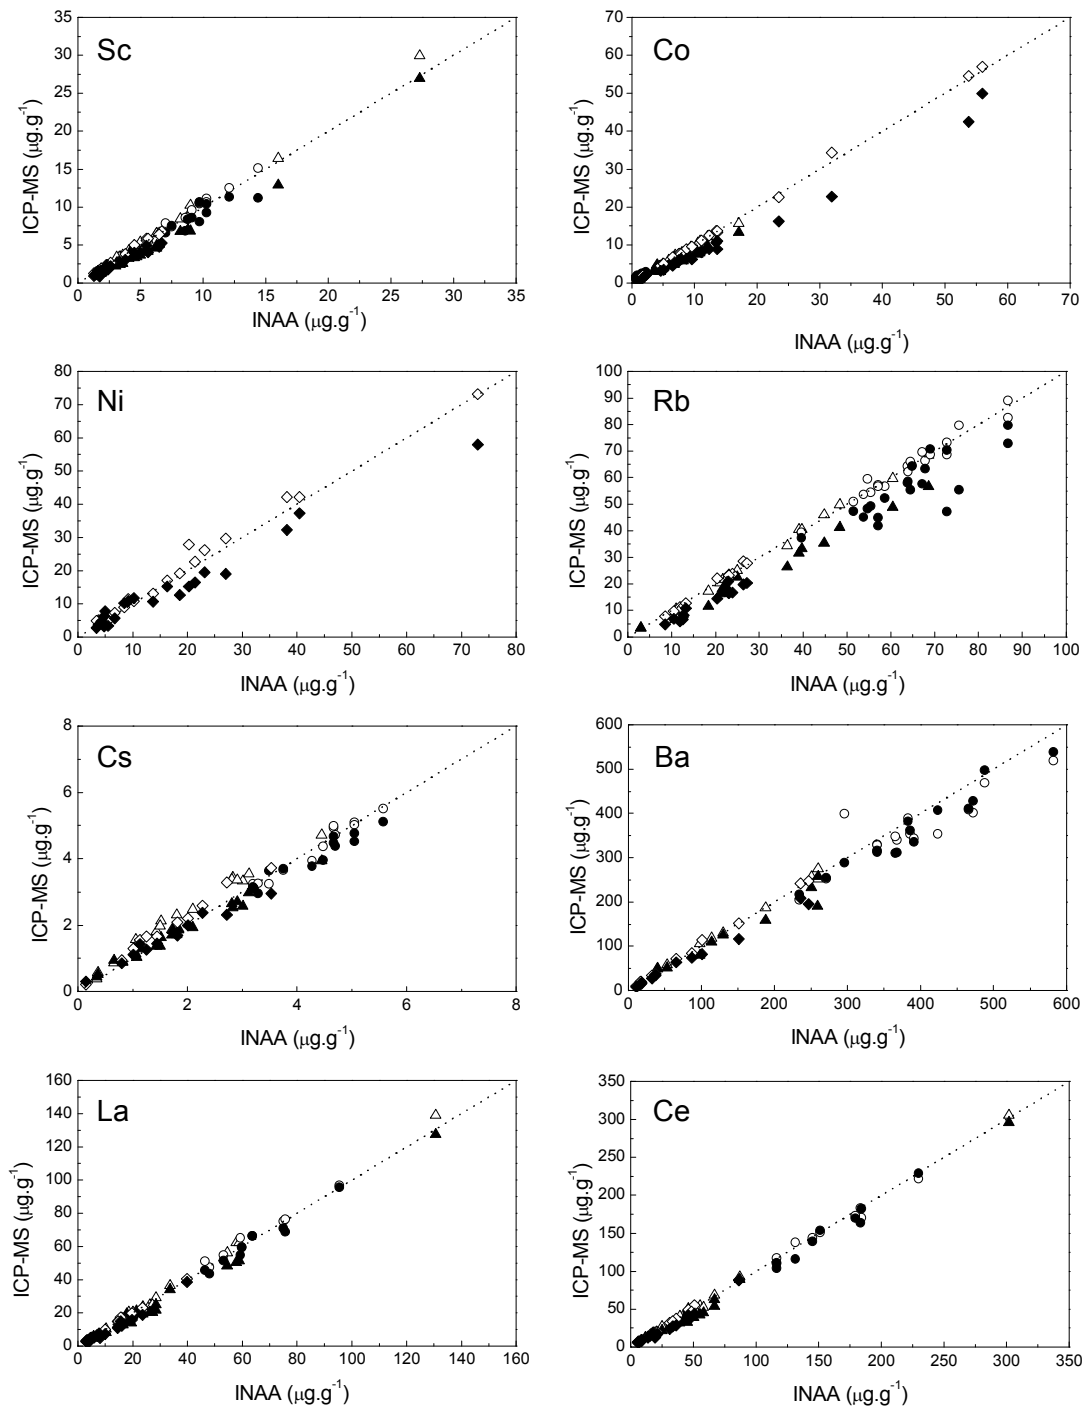 Sc
35
30
25
20
15
10
5
0
ICP-MS (μg.g⁻¹)
0 5 10 15 20 25 30 35
INAA (μg.g⁻¹)
Co
70
60
50
40
30
20
10
0
ICP-MS (μg.g⁻¹)
0 10 20 30 40 50 60 70
INAA (μg.g⁻¹)
Ni
80
70
60
50
40
30
20
10
0
ICP-MS (μg.g⁻¹)
0 10 20 30 40 50 60 70 80
INAA (μg.g⁻¹)
Rb
100
90
80
70
60
50
40
30
20
10
0
ICP-MS (μg.g⁻¹)
0 10 20 30 40 50 60 70 80 90 100
INAA (μg.g⁻¹)
Cs
8
6
4
2
0
ICP-MS (μg.g⁻¹)
0 2 4 6 8
INAA (μg.g⁻¹)
Ba
600
500
400
300
200
100
0
ICP-MS (μg.g⁻¹)
0 100 200 300 400 500 600
INAA (μg.g⁻¹)
La
160
140
120
100
80
60
40
20
0
ICP-MS (μg.g⁻¹)
0 20 40 60 80 100 120 140 160
INAA (μg.g⁻¹)
Ce
350
300
250
200
150
100
50
0
ICP-MS (μg.g⁻¹)
0 50 100 150 200 250 300 350
INAA (μg.g⁻¹)